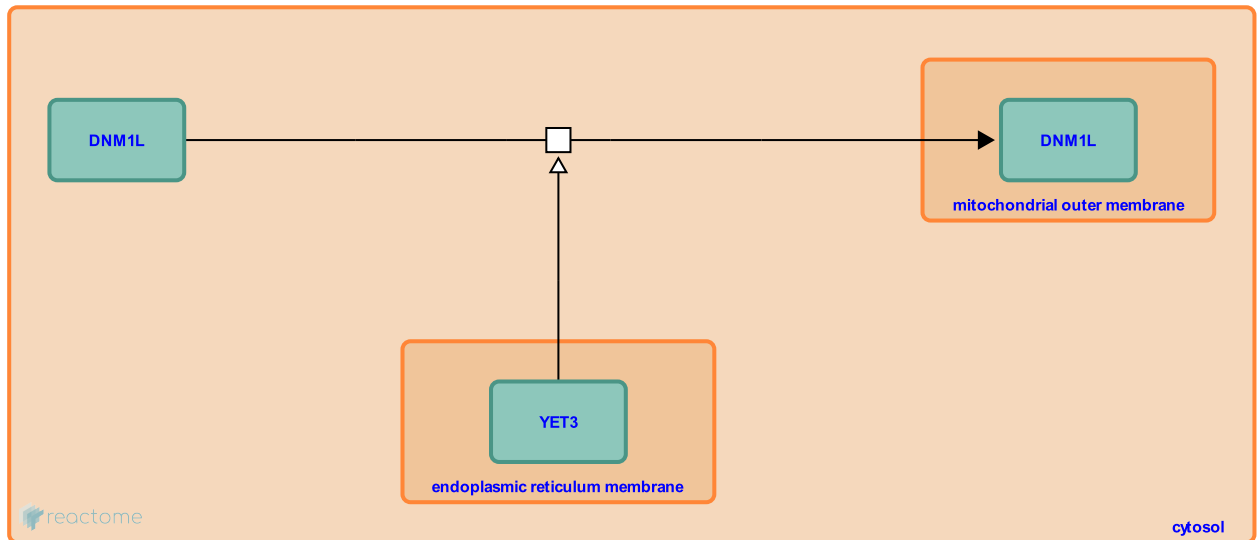 DNM1L
DNM1L
mitochondrial outer membrane
YET3
endoplasmic reticulum membrane
reactome
cytosol